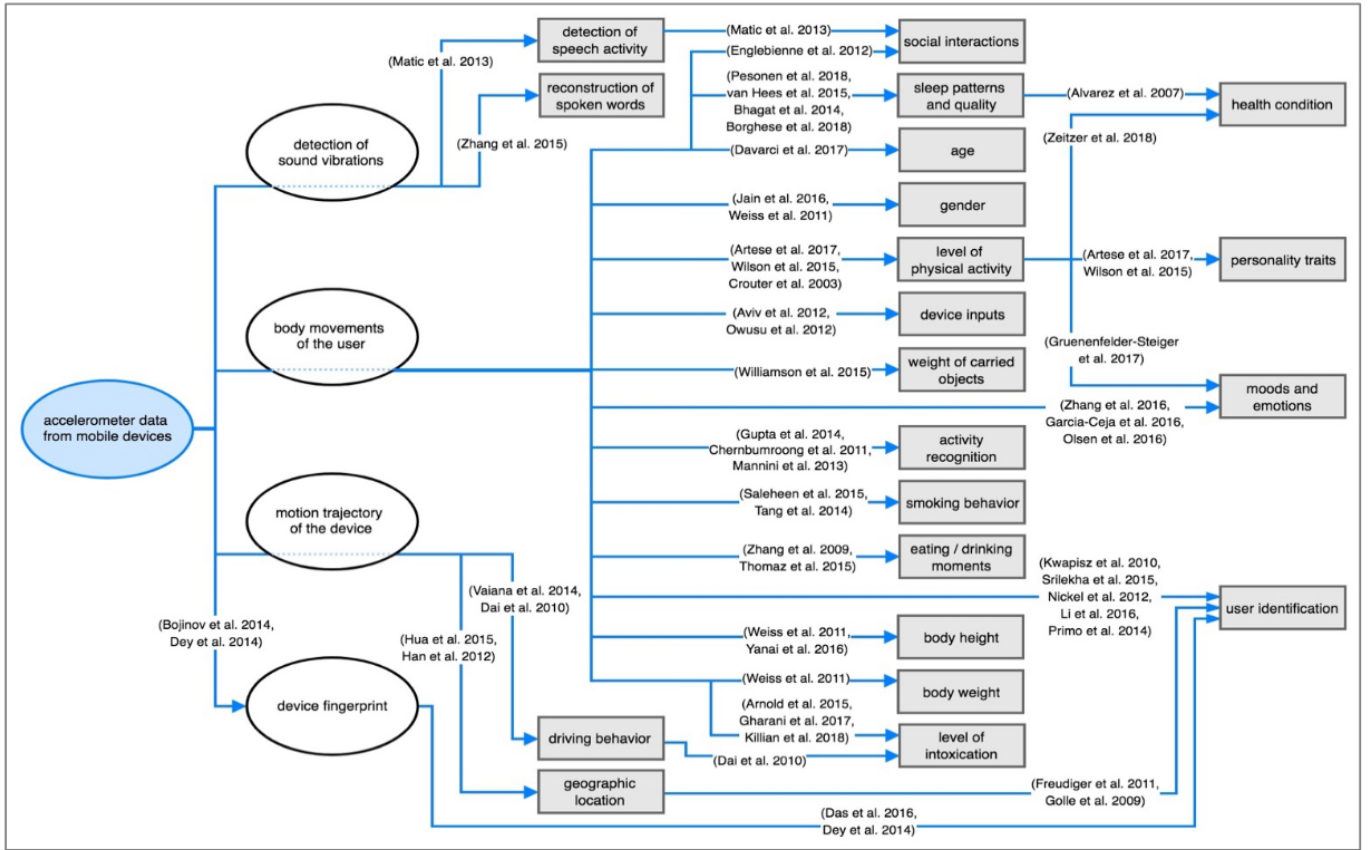 detection of
speech activity
(Matic et al. 2013)
social interactions
(Englebienne et al. 2012)
(Matic et al. 2013)
reconstruction of
spoken words
(Pesonen et al. 2018,
van Hees et al. 2015,
Bhagat et al. 2014,
Borghese et al. 2018)
sleep patterns
and quality
(Alvarez et al. 2007)
health condition
detection of
sound vibrations
(Zhang et al. 2015)
(Zeitzer et al. 2018)
(Davarci et al. 2017)
age
(Jain et al. 2016,
Weiss et al. 2011)
gender
(Artese et al. 2017,
Wilson et al. 2015,
Crouter et al. 2003)
level of
physical activity
(Artese et al. 2017,
Wilson et al. 2015)
personality traits
body movements
of the user
(Aviv et al. 2012,
Owusu et al. 2012)
device inputs
(Gruenenfelder-Steiger
et al. 2017)
(Williamson et al. 2015)
weight of carried
objects
moods and
emotions
(Zhang et al. 2016,
Garcia-Ceja et al. 2016,
Olsen et al. 2016)
accelerometer data
from mobile devices
(Gupta et al. 2014,
Chernbumroong et al. 2011,
Mannini et al. 2013)
activity
recognition
(Saleheen et al. 2015,
Tang et al. 2014)
smoking behavior
motion trajectory
of the device
(Zhang et al. 2009,
Thomaz et al. 2015)
eating / drinking
moments
(Kwapisz et al. 2010,
Srilekha et al. 2015,
Nickel et al. 2012,
Li et al. 2016,
Primo et al. 2014)
user identification
(Vaiana et al. 2014,
Dai et al. 2010)
(Bojinov et al. 2014,
Dey et al. 2014)
(Hua et al. 2015,
Han et al. 2012)
(Weiss et al. 2011,
Yanai et al. 2016)
body height
(Weiss et al. 2011)
body weight
device fingerprint
(Arnold et al. 2015,
Gharani et al. 2017,
Killian et al. 2018)
level of
intoxication
driving behavior
(Dai et al. 2010)
geographic
location
(Freudiger et al. 2011,
Golle et al. 2009)
(Das et al. 2016,
Dey et al. 2014)